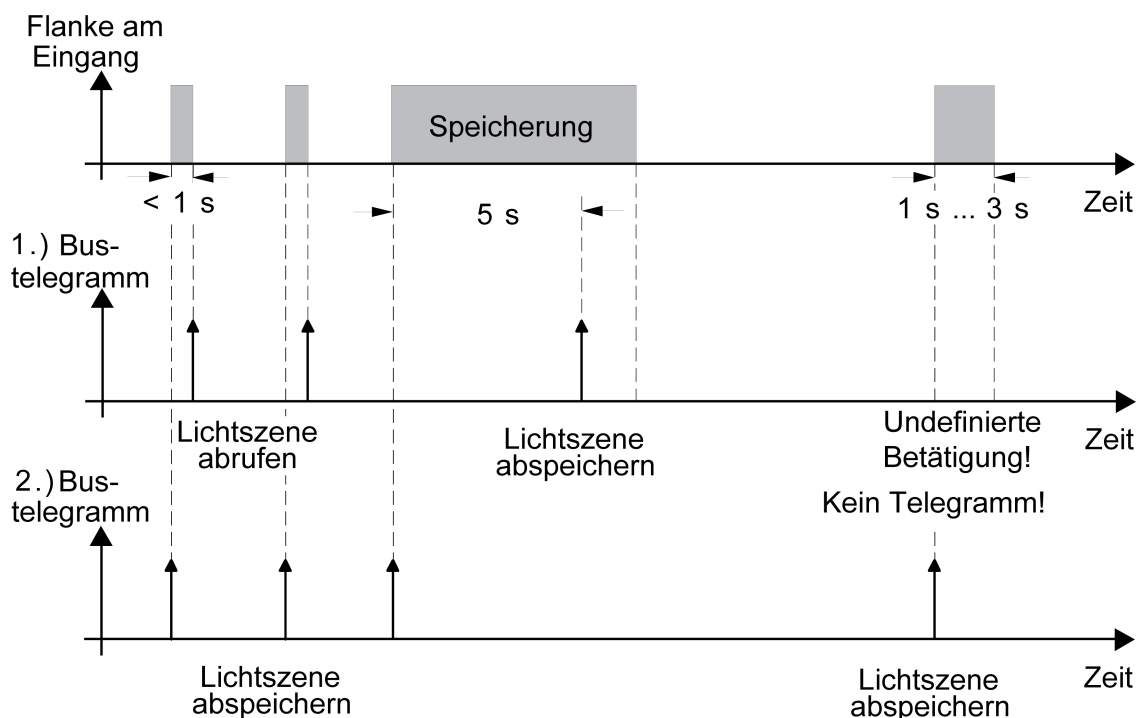 Flanke am
Eingang
Speicherung
< 1 s
5 s
1 s ... 3 s
Zeit
1.) Bus-
telegramm
Lichtszene
abrufen
Lichtszene
abspeichern
Undefinierte
Betätigung!
Zeit
Kein Telegramm!
2.) Bus-
telegramm
Lichtszene
abspeichern
Lichtszene
abspeichern
Zeit